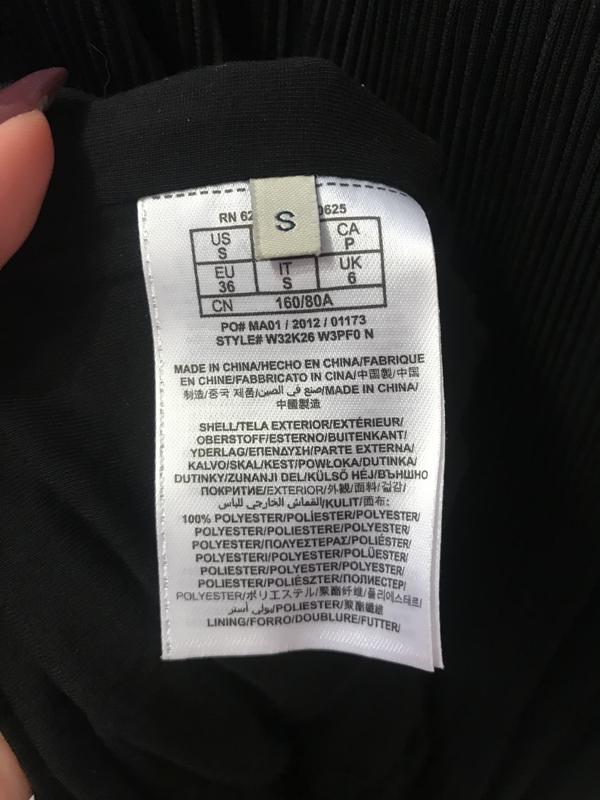 S
RN 62 0625
US
S
CA
P
EU
36
IT
S
UK
6
CN 160/80A
PO# MA01 / 2012 / 01173
STYLE# W32K26 W3PF0 N
MADE IN CHINA/HECHO EN CHINA/FABRIQUE
EN CHINE/FABBRICATO IN CINA/中国製/中国
制造/중국 제품/صنع في الصين/MADE IN CHINA/
中國製造
SHELL/TELA EXTERIOR/EXTÉRIEUR/
OBERSTOFF/ESTERNO/BUITENKANT/
YDERLAG/ΕΠΕΝΔΥΣΗ/PARTE EXTERNA/
KALVO/SKAL/KEST/POWŁOKA/DUTINKA/
DUTINKY/ZUNANJI DEL/KÜLSŐ HÉJ/ВЪНШНО
ПОКРИТИЕ/EXTERIOR/外観/面料/겉감/
القماش الخارجي للباس/KULIT/面布:
100% POLYESTER/POLIÉSTER/POLYESTER/
POLYESTER/POLIESTERE/POLYESTER/
POLYESTER/ΠΟΛΥΕΣΤΕΡΑΣ/POLIÉSTER/
POLYESTERI/POLYESTER/POLÜESTER/
POLIESTER/POLYESTER/POLYESTER/
POLIESTER/POLIÉSZTER/ПОЛИЕСТЕР/
POLYESTER/ポリエステル/聚酯纤维/폴리에스테르/
بولي أستر/POLIESTER/聚酯纖維
LINING/FORRO/DOUBLURE/FUTTER/